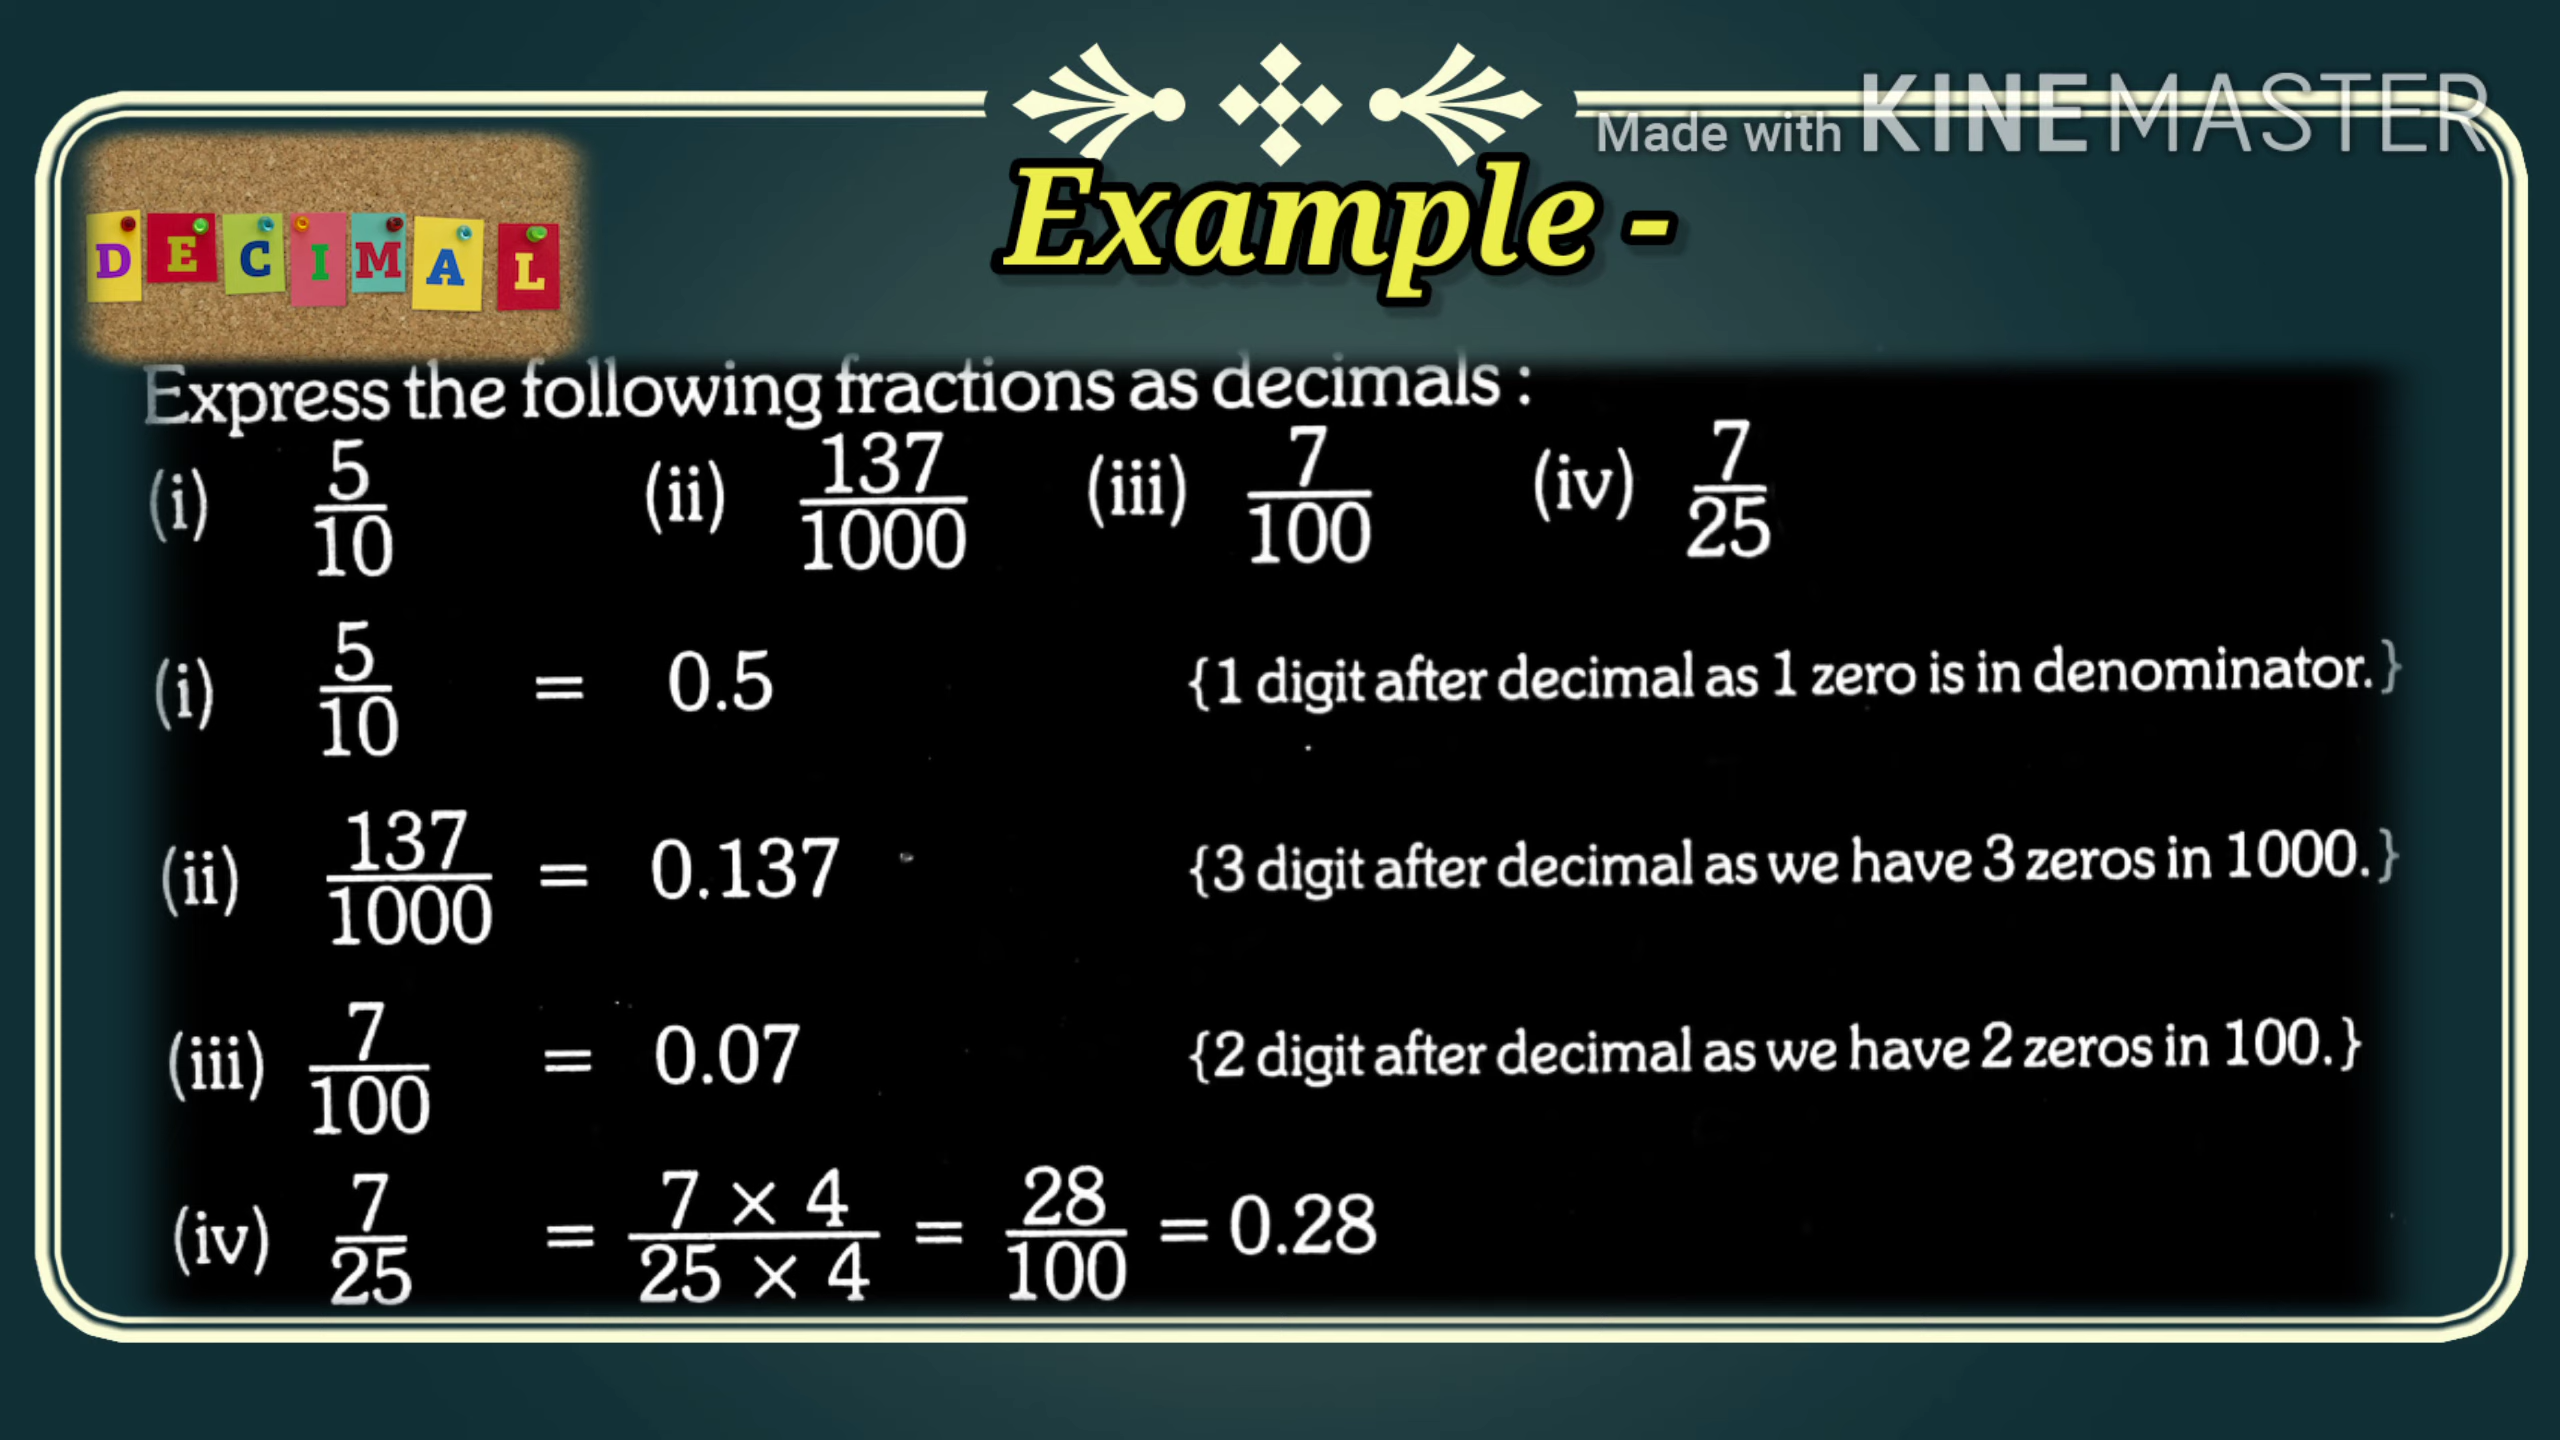 Made with KINEMASTER
DECIMAL
Example -
Express the following fractions as decimals :
(i) 5/10 (ii) 137/1000 (iii) 7/100 (iv) 7/25
(i) 5/10 = 0.5 {1 digit after decimal as 1 zero is in denominator.}
(ii) 137/1000 = 0.137 {3 digit after decimal as we have 3 zeros in 1000.}
(iii) 7/100 = 0.07 {2 digit after decimal as we have 2 zeros in 100.}
(iv) 7/25 = 7 × 4/25 × 4 = 28/100 = 0.28